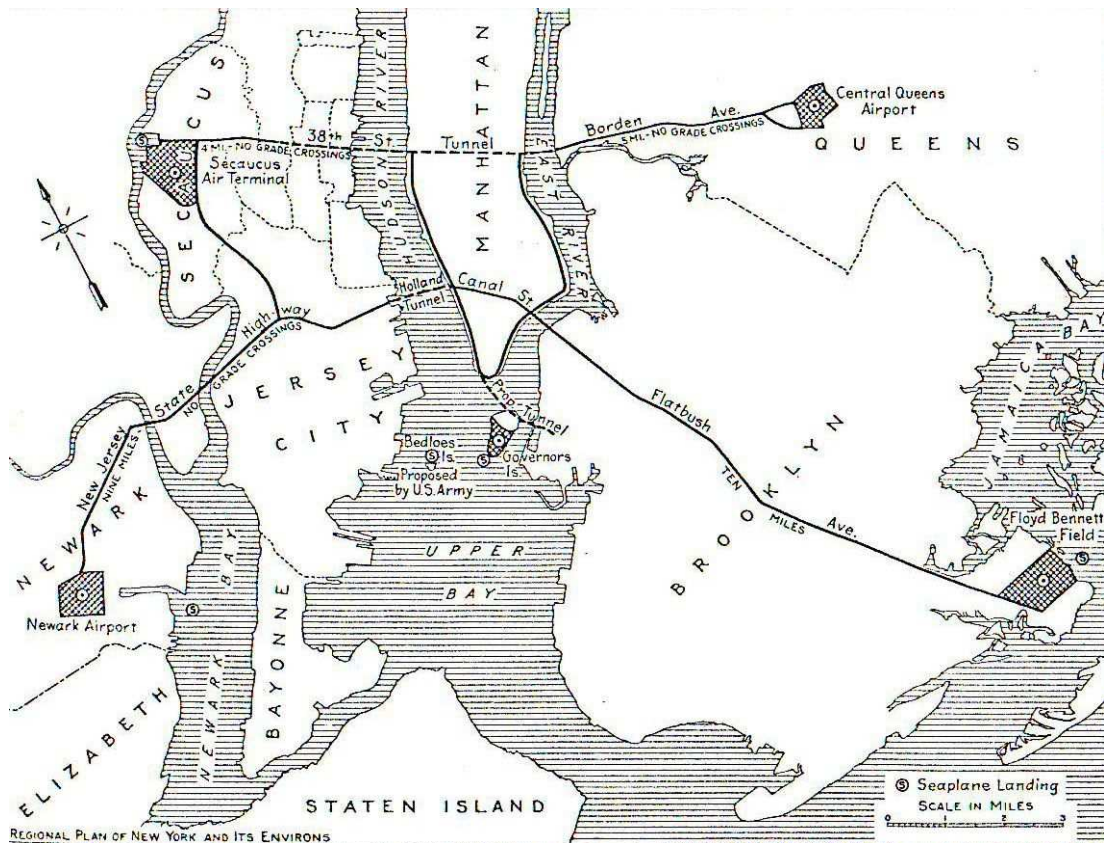 SECAUCUS
HUDSON RIVER
MANHATTAN
EAST RIVER
Central Queens
Airport
QUEENS
Borden Ave.
5 MI.-NO GRADE CROSSINGS
38th St. Tunnel
4 MI.-NO GRADE CROSSINGS
S
Secaucus
Air Terminal
Holland
Tunnel
Canal St.
New Jersey State Highway
NINE MILES
NO GRADE CROSSINGS
JERSEY
CITY
Prop. Tunnel
Bedloes
Is.
S
Proposed
by U.S. Army
S
Governors
Is.
Flatbush Ave.
TEN MILES
BROOKLYN
JAMAICA BAY
Floyd Bennett
Field
S
NEWARK
Newark Airport
S
NEWARK BAY
BAYONNE
UPPER
BAY
ELIZABETH
STATEN ISLAND
S Seaplane Landing
SCALE IN MILES
0 1 2 3
REGIONAL PLAN OF NEW YORK AND ITS ENVIRONS